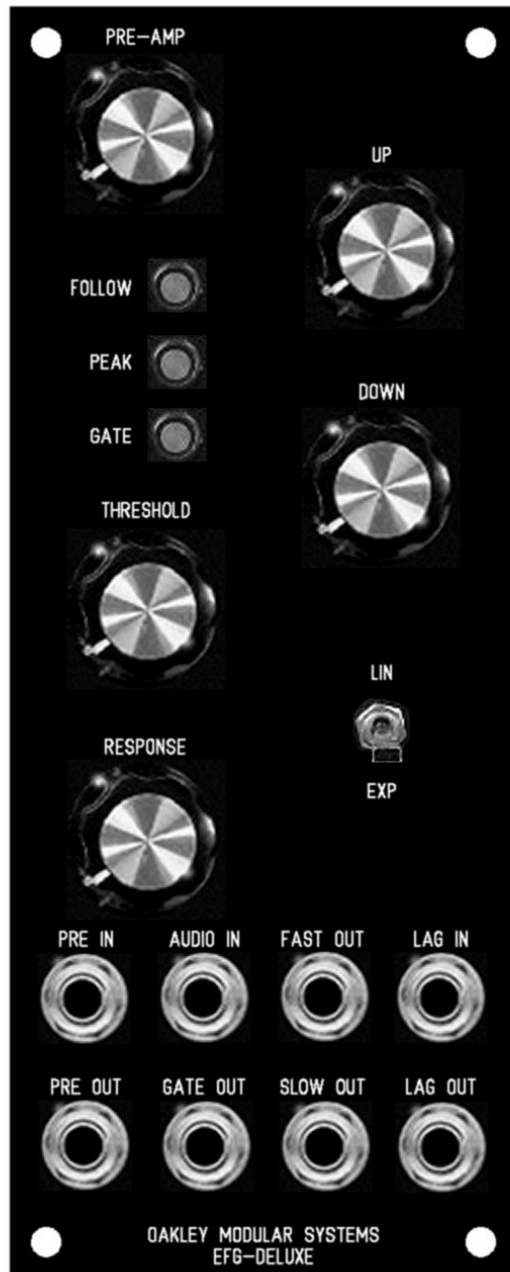 PRE-AMP
UP
FOLLOW
PEAK
DOWN
GATE
THRESHOLD
LIN
RESPONSE
EXP
PRE IN AUDIO IN FAST OUT LAG IN
PRE OUT GATE OUT SLOW OUT LAG OUT
OAKLEY MODULAR SYSTEMS
EFG-DELUXE